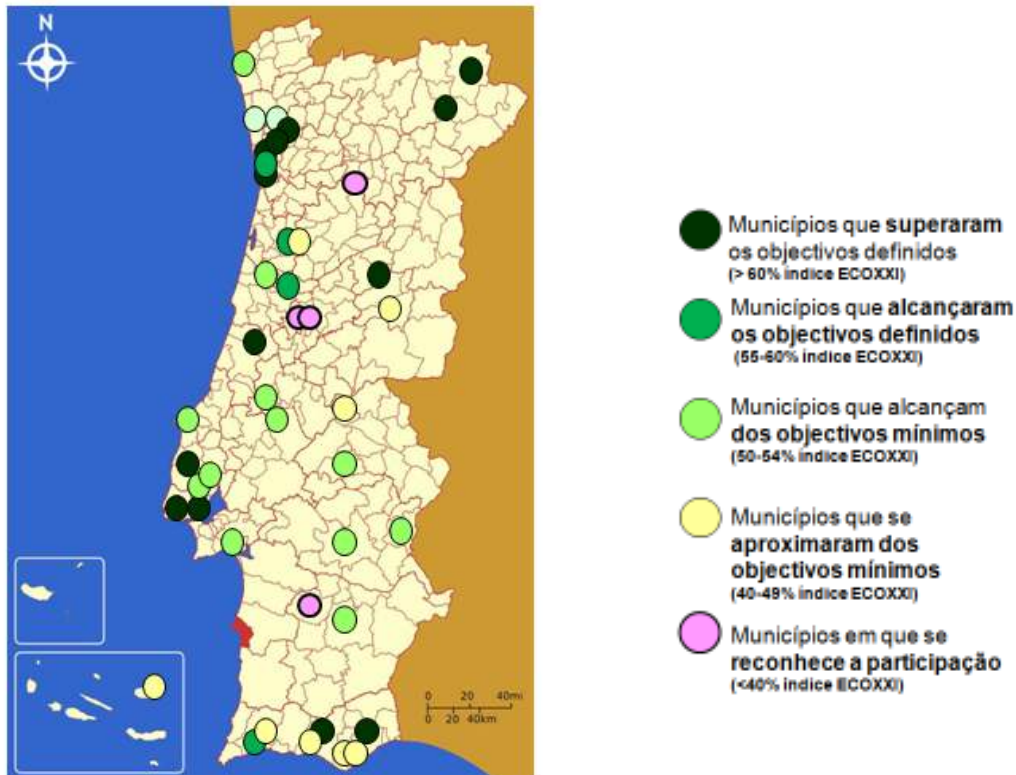 N
Municípios que superaram
os objectivos definidos
(> 60% índice ECOXXI)
Municípios que alcançaram
os objectivos definidos
(55-60% índice ECOXXI)
Municípios que alcançam
dos objectivos mínimos
(50-54% índice ECOXXI)
Municípios que se
aproximaram dos
objectivos mínimos
(40-49% índice ECOXXI)
Municípios em que se
reconhece a participação
(<40% índice ECOXXI)
0 20 40mi
0 20 40km